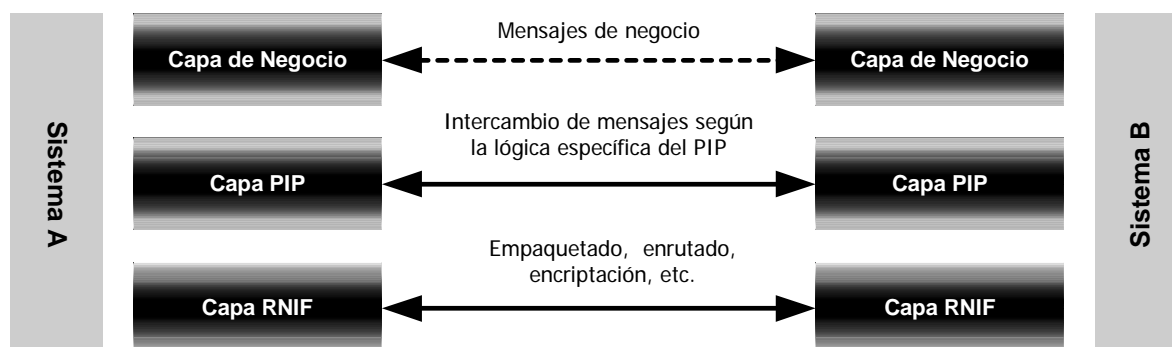 Sistema A
Capa de Negocio
Mensajes de negocio
Capa de Negocio
Intercambio de mensajes según
la lógica específica del PIP
Capa PIP
Capa PIP
Empaquetado, enrutado,
encriptación, etc.
Capa RNIF
Capa RNIF
Sistema B